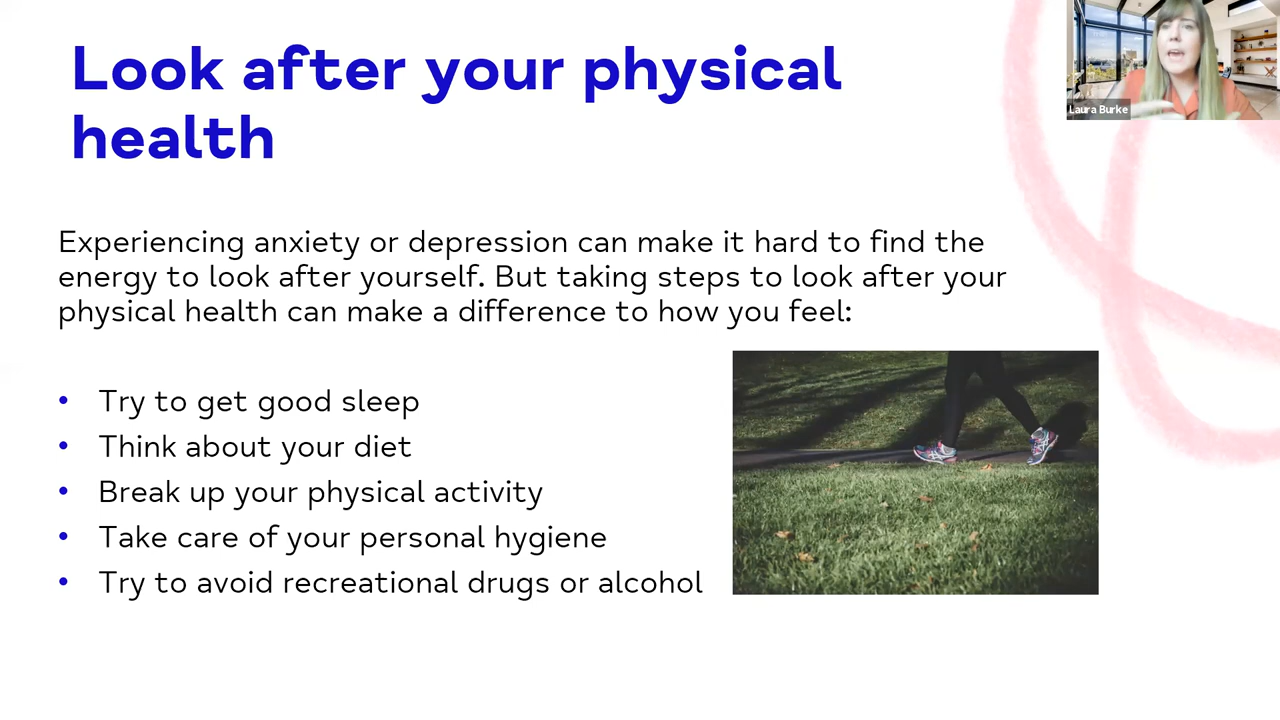 Look after your physical
health
Laura Burke
Experiencing anxiety or depression can make it hard to find the
energy to look after yourself. But taking steps to look after your
physical health can make a difference to how you feel:
• Try to get good sleep
• Think about your diet
• Break up your physical activity
• Take care of your personal hygiene
• Try to avoid recreational drugs or alcohol